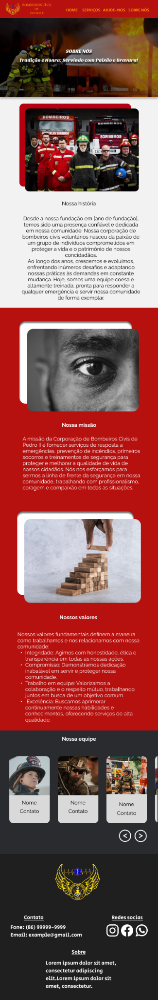 BOMBEIROS CÍVIS
DE
PEDRO II
HOME SERVIÇOS AJUDE-NOS SOBRE NÓS
SOBRE NÓS
Tradição e Honra: Servindo com Paixão e Bravura!
BOMBEIROS
BOMBEIROS
Nossa história
Desde a nossa fundação em [ano de fundação],
temos sido uma presença confiável e dedicada
em nossa comunidade. Nossa corporação de
bombeiros civis voluntários nasceu da paixão de
um grupo de indivíduos comprometidos em
proteger a vida e o patrimônio de nossos
concidadãos.
Ao longo dos anos, crescemos e evoluímos,
enfrentando inúmeros desafios e adaptando
nossas práticas às demandas em constante
mudança. Hoje, somos uma equipe coesa e
altamente treinada, pronta para responder a
qualquer emergência e servir nossa comunidade
de forma exemplar.
Nossa missão
A missão da Corporação de Bombeiros Civis de
Pedro II é fornecer serviços de resposta a
emergências, prevenção de incêndios, primeiros
socorros e treinamentos de segurança para
proteger e melhorar a qualidade de vida de
nossos cidadãos. Nós nos esforçamos para
sermos a linha de frente da segurança em nossa
comunidade, trabalhando com profissionalismo,
coragem e compaixão em todas as situações.
Nossos valores
Nossos valores fundamentais definem a maneira
como trabalhamos e nos relacionamos com nossa
comunidade:
• Integridade: Agimos com honestidade, ética e
transparência em todas as nossas ações.
• Compromisso: Demonstramos dedicação
inabalável em servir e proteger nossa
comunidade.
• Trabalho em equipe: Valorizamos a
colaboração e o respeito mútuo, trabalhando
juntos em busca de um objetivo comum.
• Excelência: Buscamos aprimorar
continuamente nossas habilidades e
conhecimentos, oferecendo serviços de alta
qualidade.
Nossa equipe
Nome
Contato
Nome
Contato
Nome
Contato
< >
Contato
Fone: (86) 99999-9999
Email: example@gmail.com
Redes socias
Sobre
Lorem ipsum dolor sit amet,
consectetur adipiscing
elit.Lorem ipsum dolor sit
amet, consectetur.